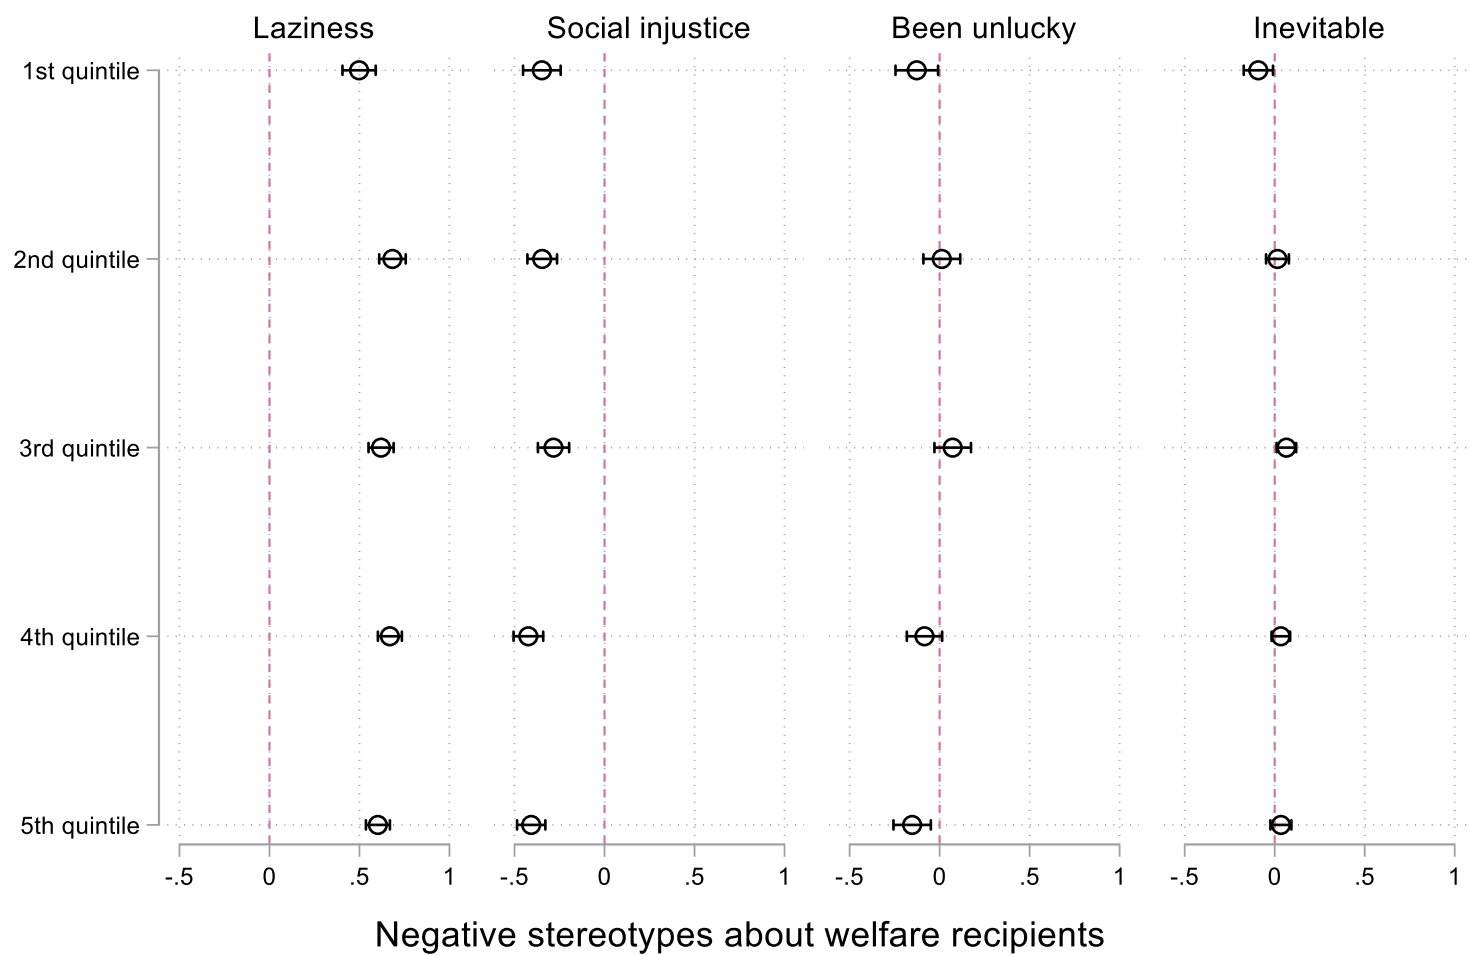 Laziness Social injustice Been unlucky Inevitable
1st quintile
2nd quintile
3rd quintile
4th quintile
5th quintile
-.5 0 .5 1 -.5 0 .5 1 -.5 0 .5 1 -.5 0 .5 1
Negative stereotypes about welfare recipients